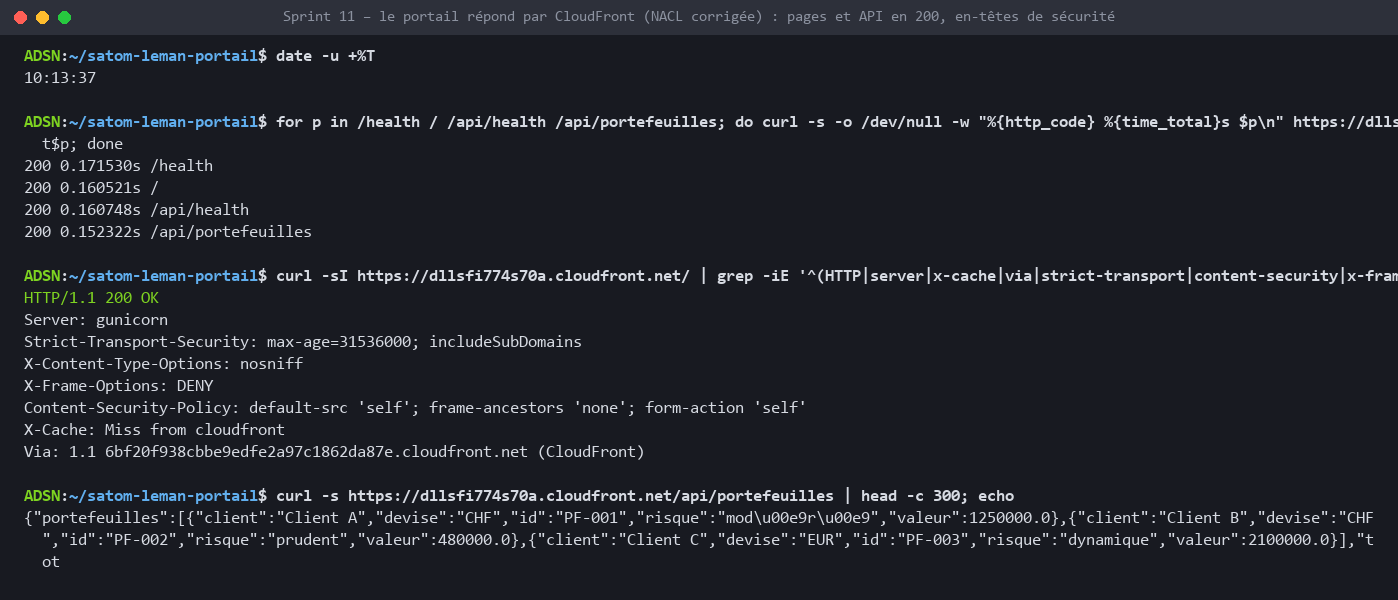 Sprint 11 – le portail répond par CloudFront (NACL corrigée) : pages et API en 200, en-têtes de sécurité
ADSN:~/satom-leman-portail$ date -u +%T
10:13:37
ADSN:~/satom-leman-portail$ for p in /health / /api/health /api/portefeuilles; do curl -s -o /dev/null -w "%{http_code} %{time_total}s $p\n" https://dlls
t$p; done
200 0.171530s /health
200 0.160521s /
200 0.160748s /api/health
200 0.152322s /api/portefeuilles
ADSN:~/satom-leman-portail$ curl -sI https://dllsfi774s70a.cloudfront.net/ | grep -iE '^(HTTP|server|x-cache|via|strict-transport|content-security|x-fram
HTTP/1.1 200 OK
Server: gunicorn
Strict-Transport-Security: max-age=31536000; includeSubDomains
X-Content-Type-Options: nosniff
X-Frame-Options: DENY
Content-Security-Policy: default-src 'self'; frame-ancestors 'none'; form-action 'self'
X-Cache: Miss from cloudfront
Via: 1.1 6bf20f938cbbe9edfe2a97c1862da87e.cloudfront.net (CloudFront)
ADSN:~/satom-leman-portail$ curl -s https://dllsfi774s70a.cloudfront.net/api/portefeuilles | head -c 300; echo
{"portefeuilles":[{"client":"Client A","devise":"CHF","id":"PF-001","risque":"mod\u00e9r\u00e9","valeur":1250000.0},{"client":"Client B","devise":"CHF
","id":"PF-002","risque":"prudent","valeur":480000.0},{"client":"Client C","devise":"EUR","id":"PF-003","risque":"dynamique","valeur":2100000.0}],"t
ot